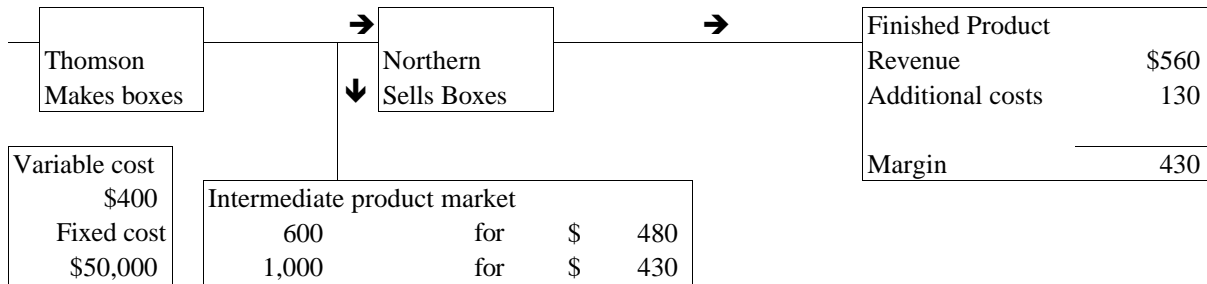 Finished Product
Thomson Northern Revenue $560
Makes boxes Sells Boxes Additional costs 130
Variable cost Margin 430
$400 Intermediate product market
Fixed cost 600 for $ 480
$50,000 1,000 for $ 430